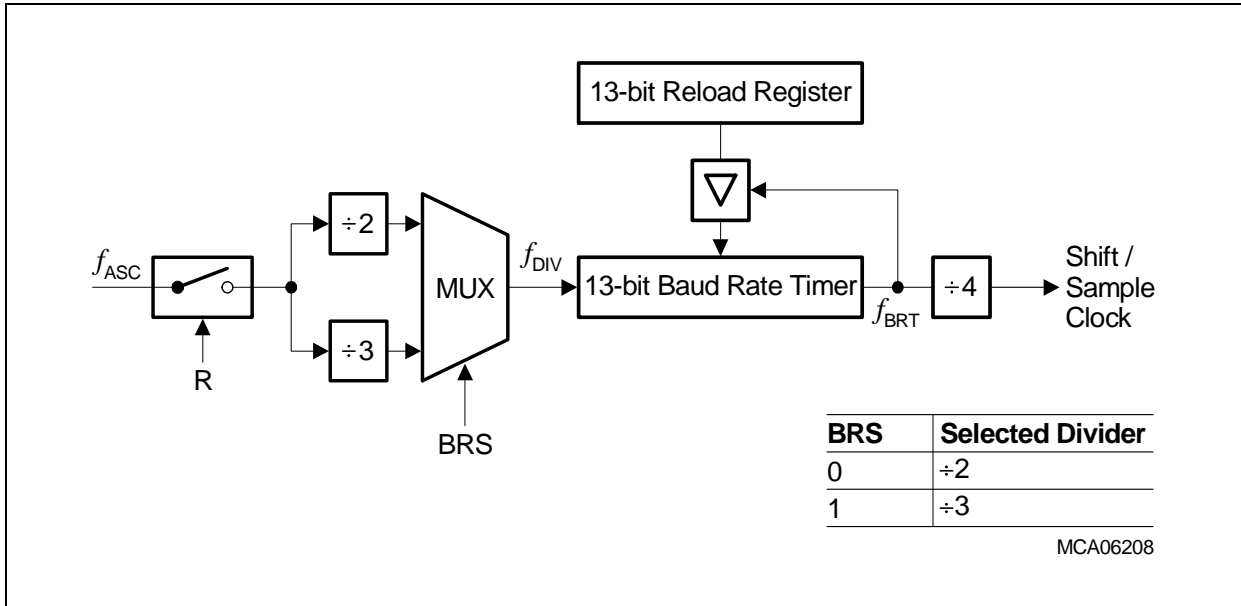 13-bit Reload Register
÷2
fASC
MUX
fDIV
13-bit Baud Rate Timer
fBRT
÷4
Shift /
Sample
Clock
÷3
R
BRS
BRS Selected Divider
0 ÷2
1 ÷3
MCA06208